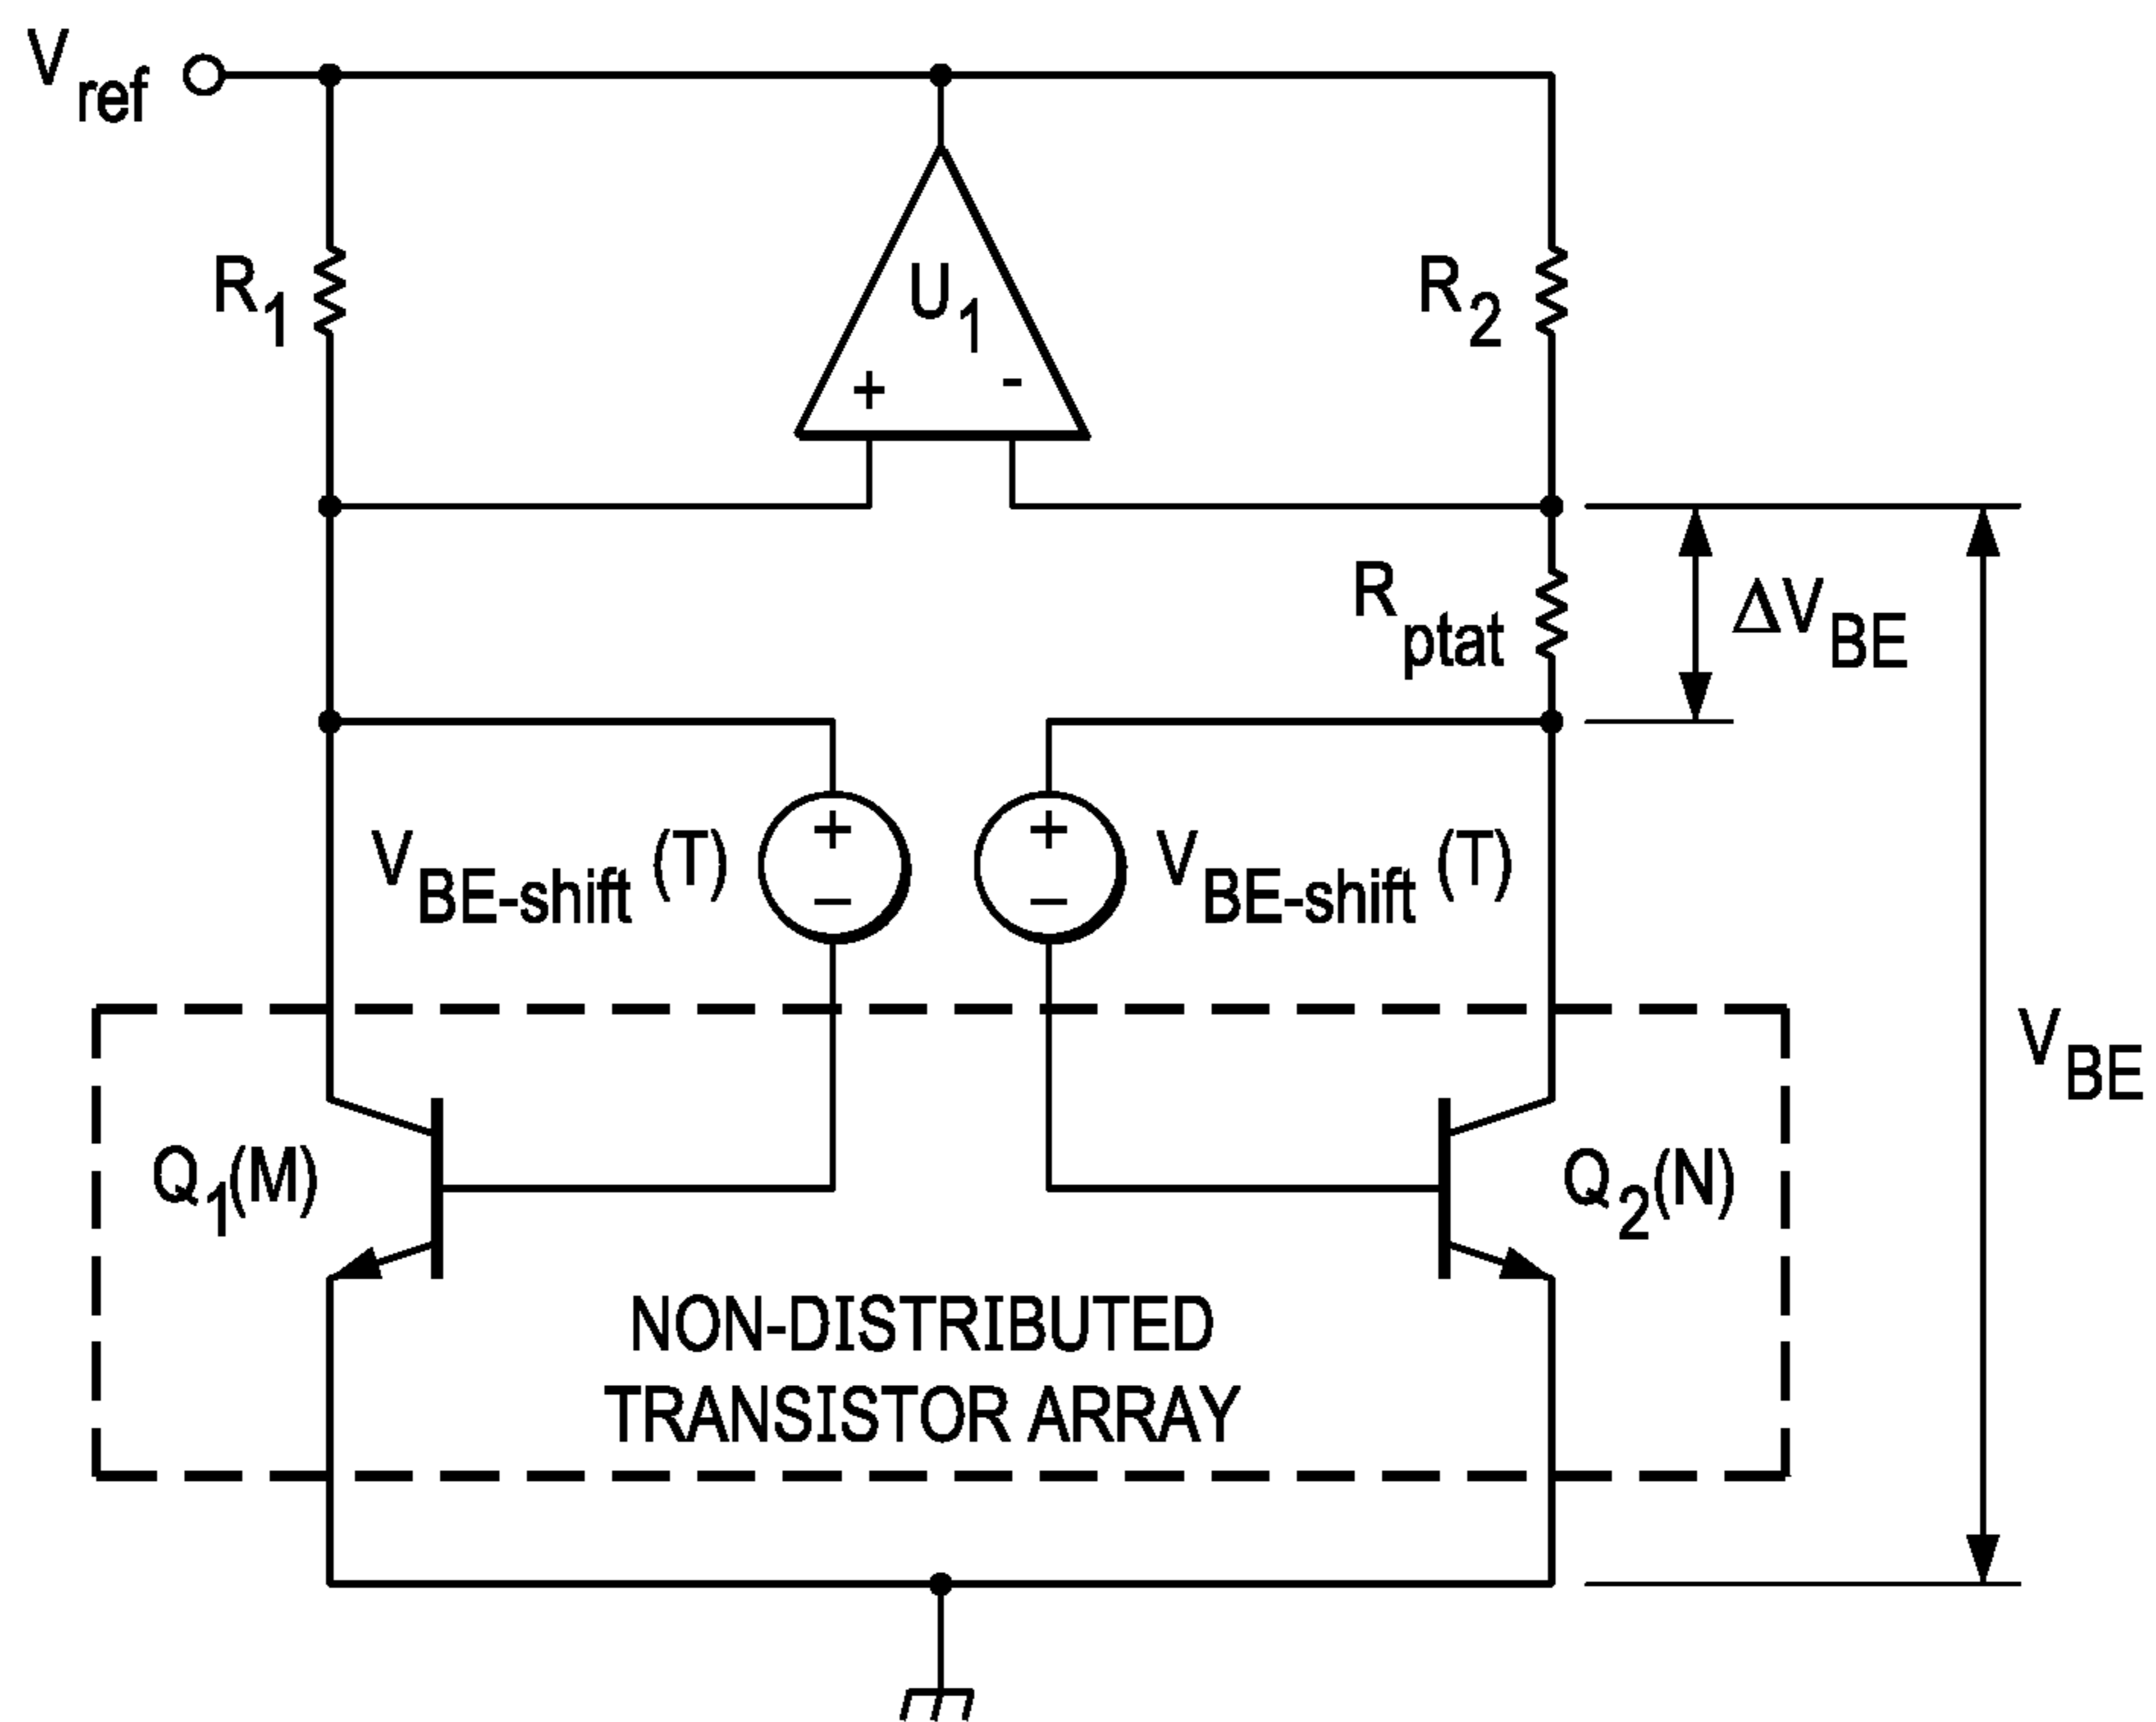 Vref
R1
U1
R2
+ -
Rptat
ΔVBE
VBE-shift (T)
+
−
+
−
VBE-shift (T)
VBE
Q1(M)
Q2(N)
NON-DISTRIBUTED
TRANSISTOR ARRAY